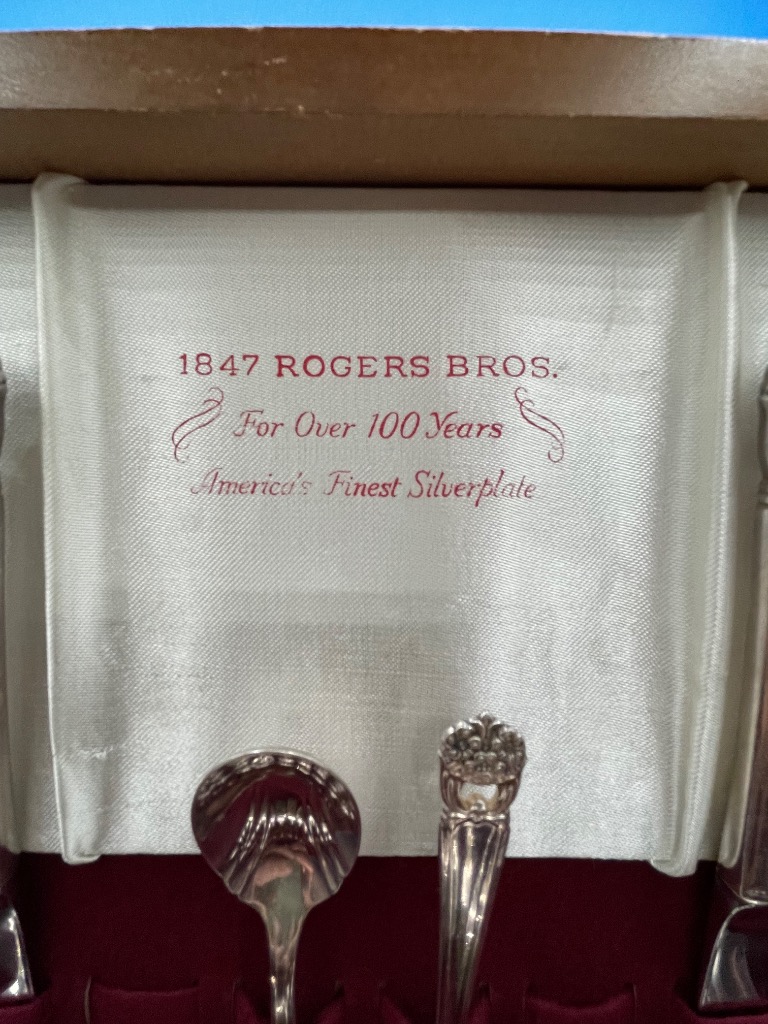 1847 ROGERS BROS.
For Over 100 Years
America's Finest Silverplate